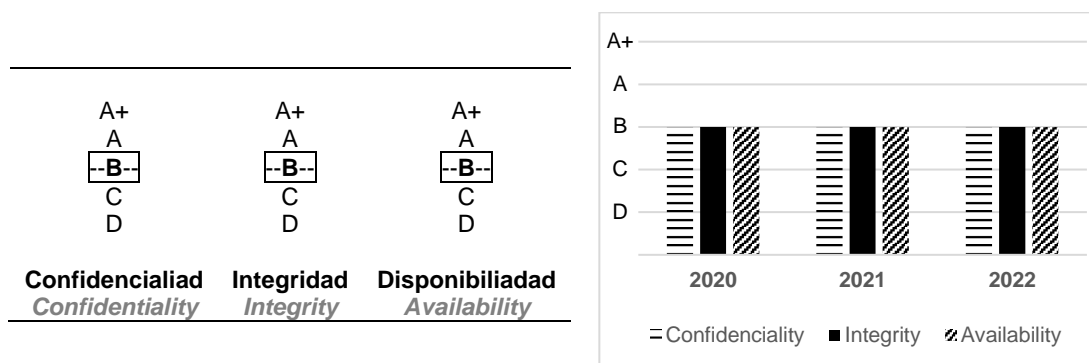 A+ A+ A+
A A A
--B-- --B-- --B--
C C C
D D D
Confidencialiad Integridad Disponibiliadad
Confidentiality Integrity Availability
A+
A
B
C
D
2020 2021 2022
Confidenciality Integrity Availability